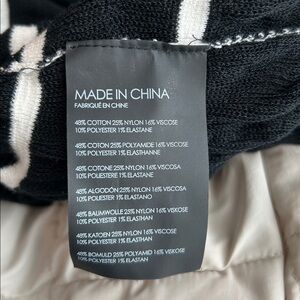 MADE IN CHINA
FABRIQUÉ EN CHINE
48% COTTON 25% NYLON 16% VISCOSE
10% POLYESTER 1% ELASTANE
48% COTON 25% POLYAMIDE 16% VISCOSE
10% POLYESTER 1% ELASTHANNE
48% COTONE 25% NYLON 16% VISCOSA
10% POLIESTERE 1% ELASTAN
48% ALGODÓN 25% NYLON 16% VISCOSA
10% POLIESTER 1% ELASTANO
48% BAUMWOLLE 25% NYLON 16% VISKOSE
10% POLYESTER 1% ELASTHAN
48% KATOEN 25% NYLON 16% VISCOSE
10% POLYESTER 1% ELASTHAN
48% BOMULD 25% POLYAMID 16% VISKOSE
10% POLYESTER 1% ELASTAN